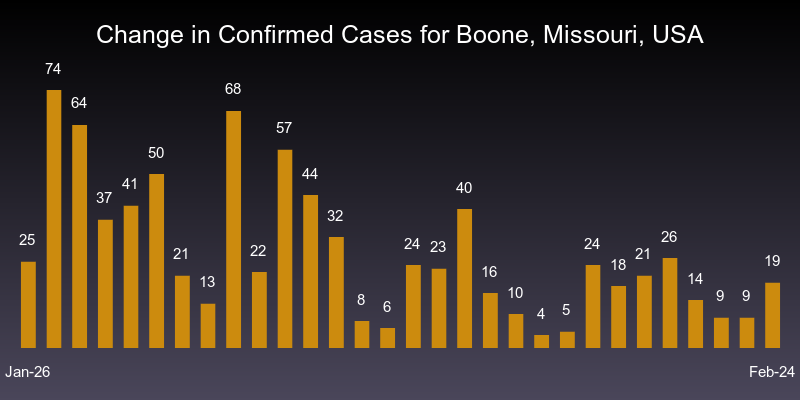 Change in Confirmed Cases for Boone, Missouri, USA
25 74 64 37 41 50 21 13 68 22 57 44 32 8 6 24 23 40 16 10 4 5 24 18 21 26 14 9 9 19
Jan-26 Feb-24